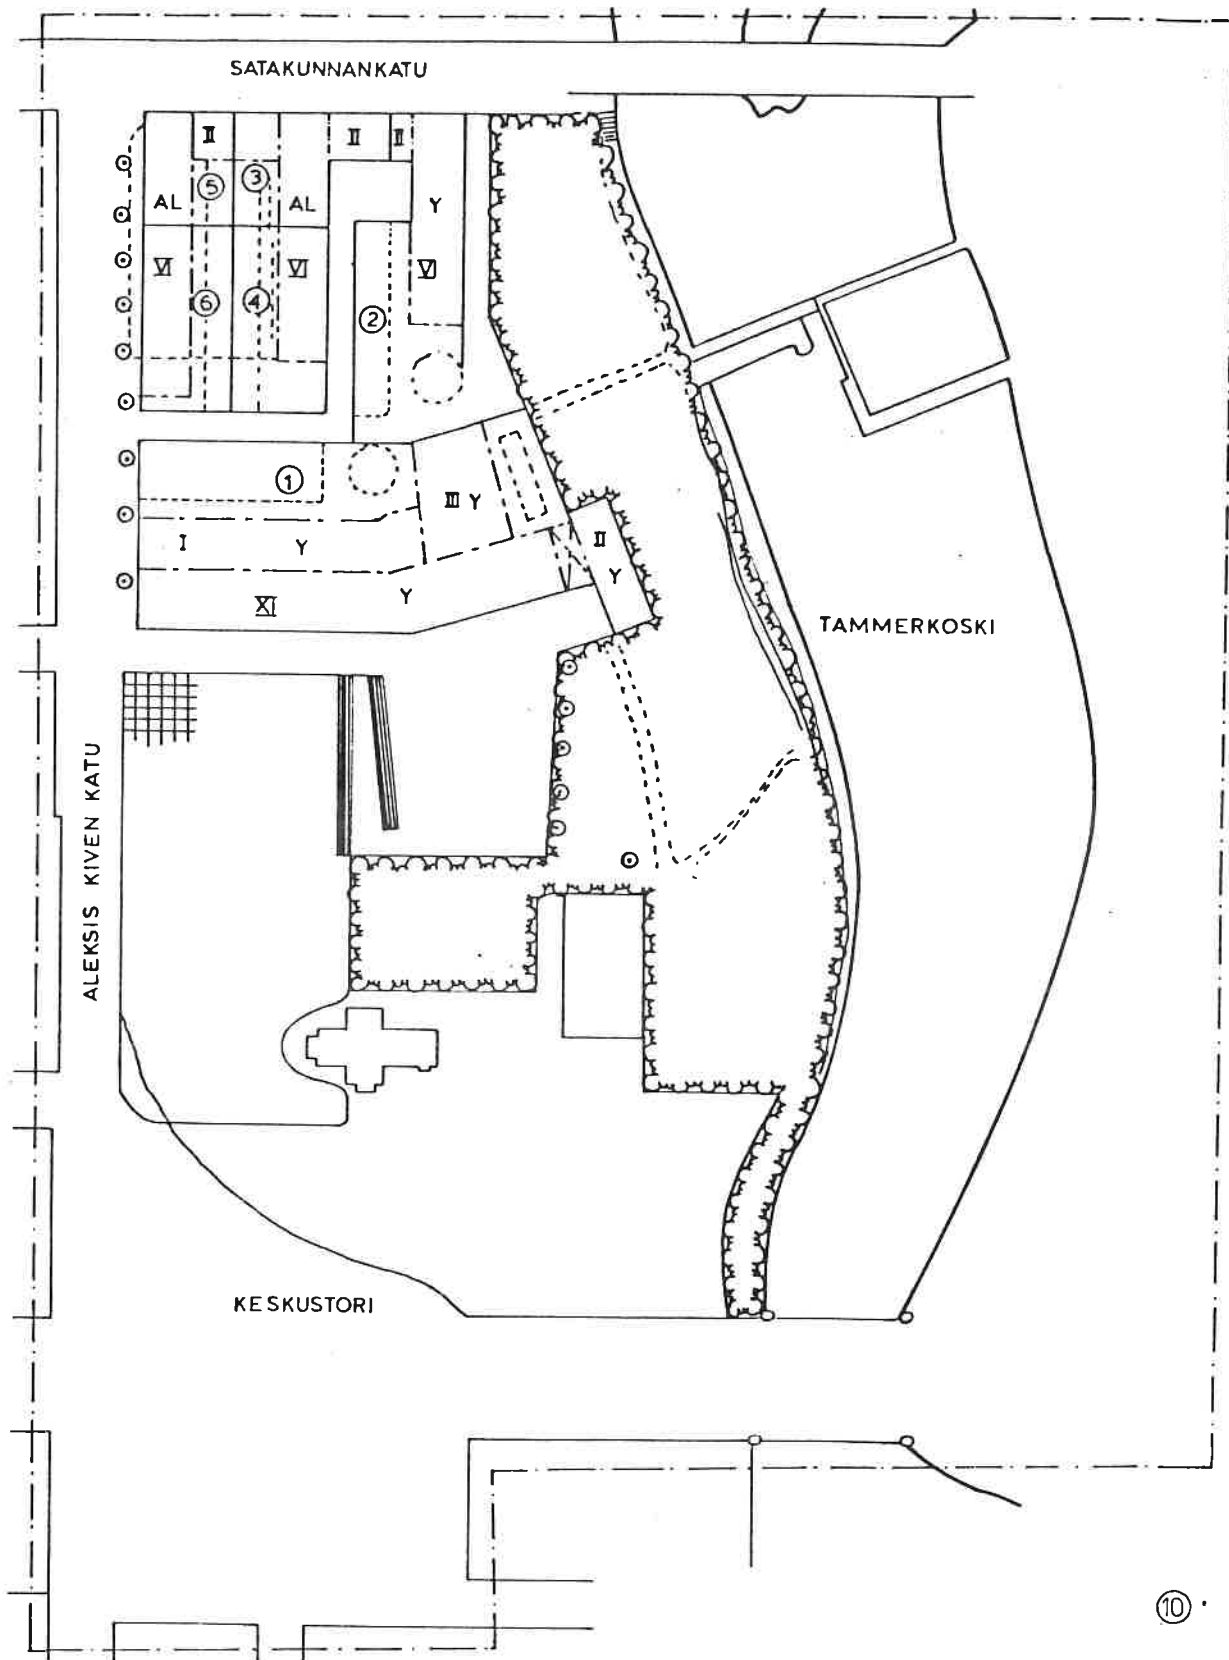 SATAKUNNANKATU
II
II
II
5
3
AL
AL
Y
VI
VI
VI
6
4
2
1
III Y
II
Y
I
Y
XI
Y
TAMMERKOSKI
ALEKSIS KIVEN KATU
KESKUSTORI
10